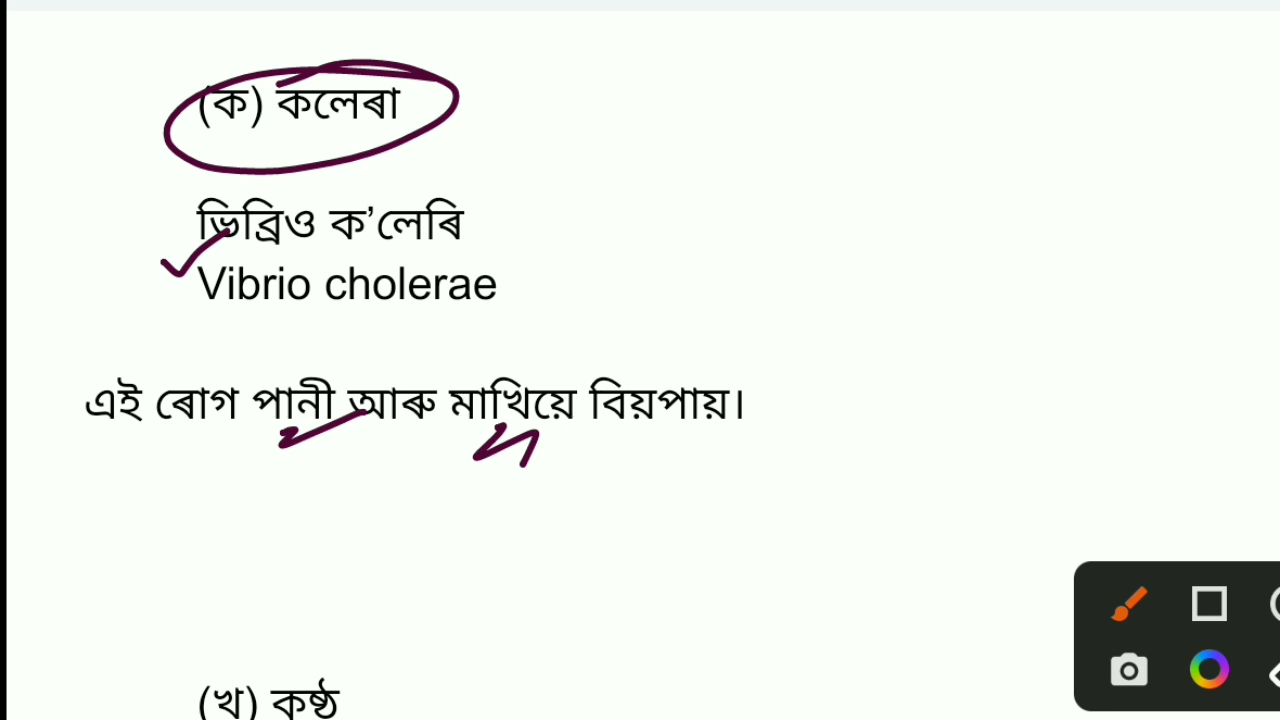 (ক) কলেৰা
ভিব্ৰিও ক’লেৰি
Vibrio cholerae
এই ৰোগ পানী আৰু মাখিয়ে বিয়পায়।
(খ) কুষ্ঠ